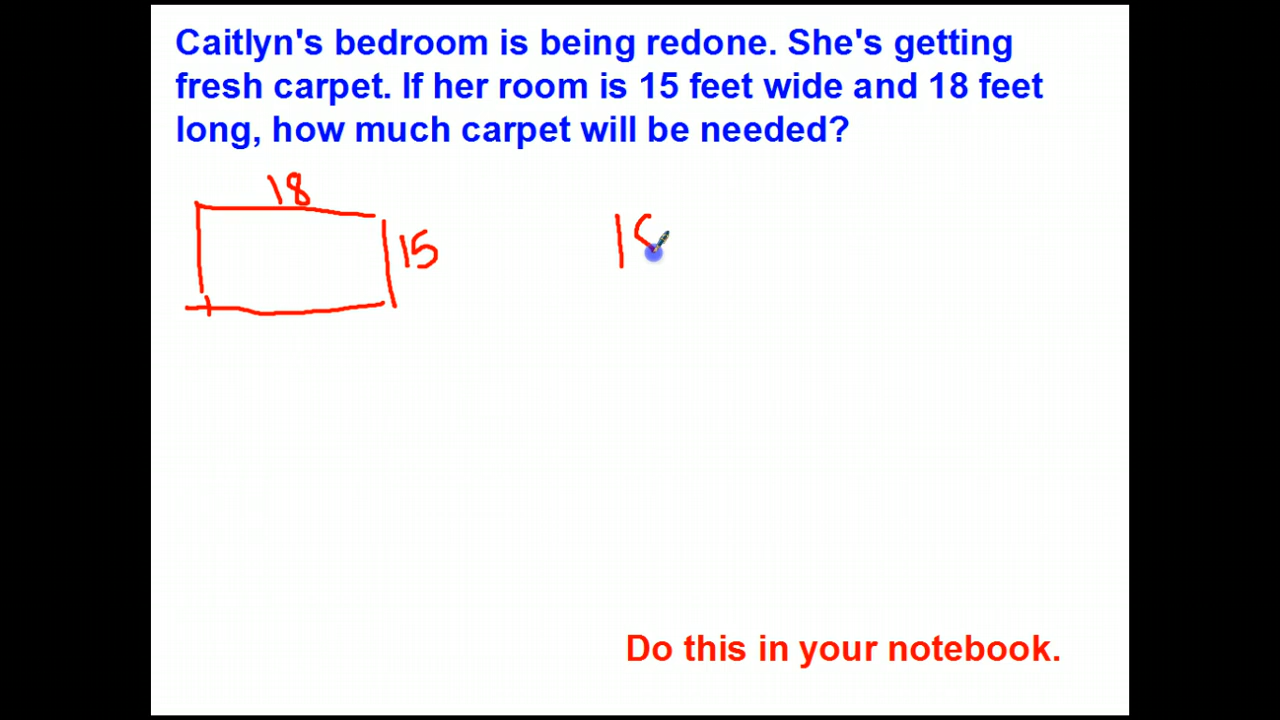 Caitlyn's bedroom is being redone. She's getting
fresh carpet. If her room is 15 feet wide and 18 feet
long, how much carpet will be needed?
18
15
Do this in your notebook.